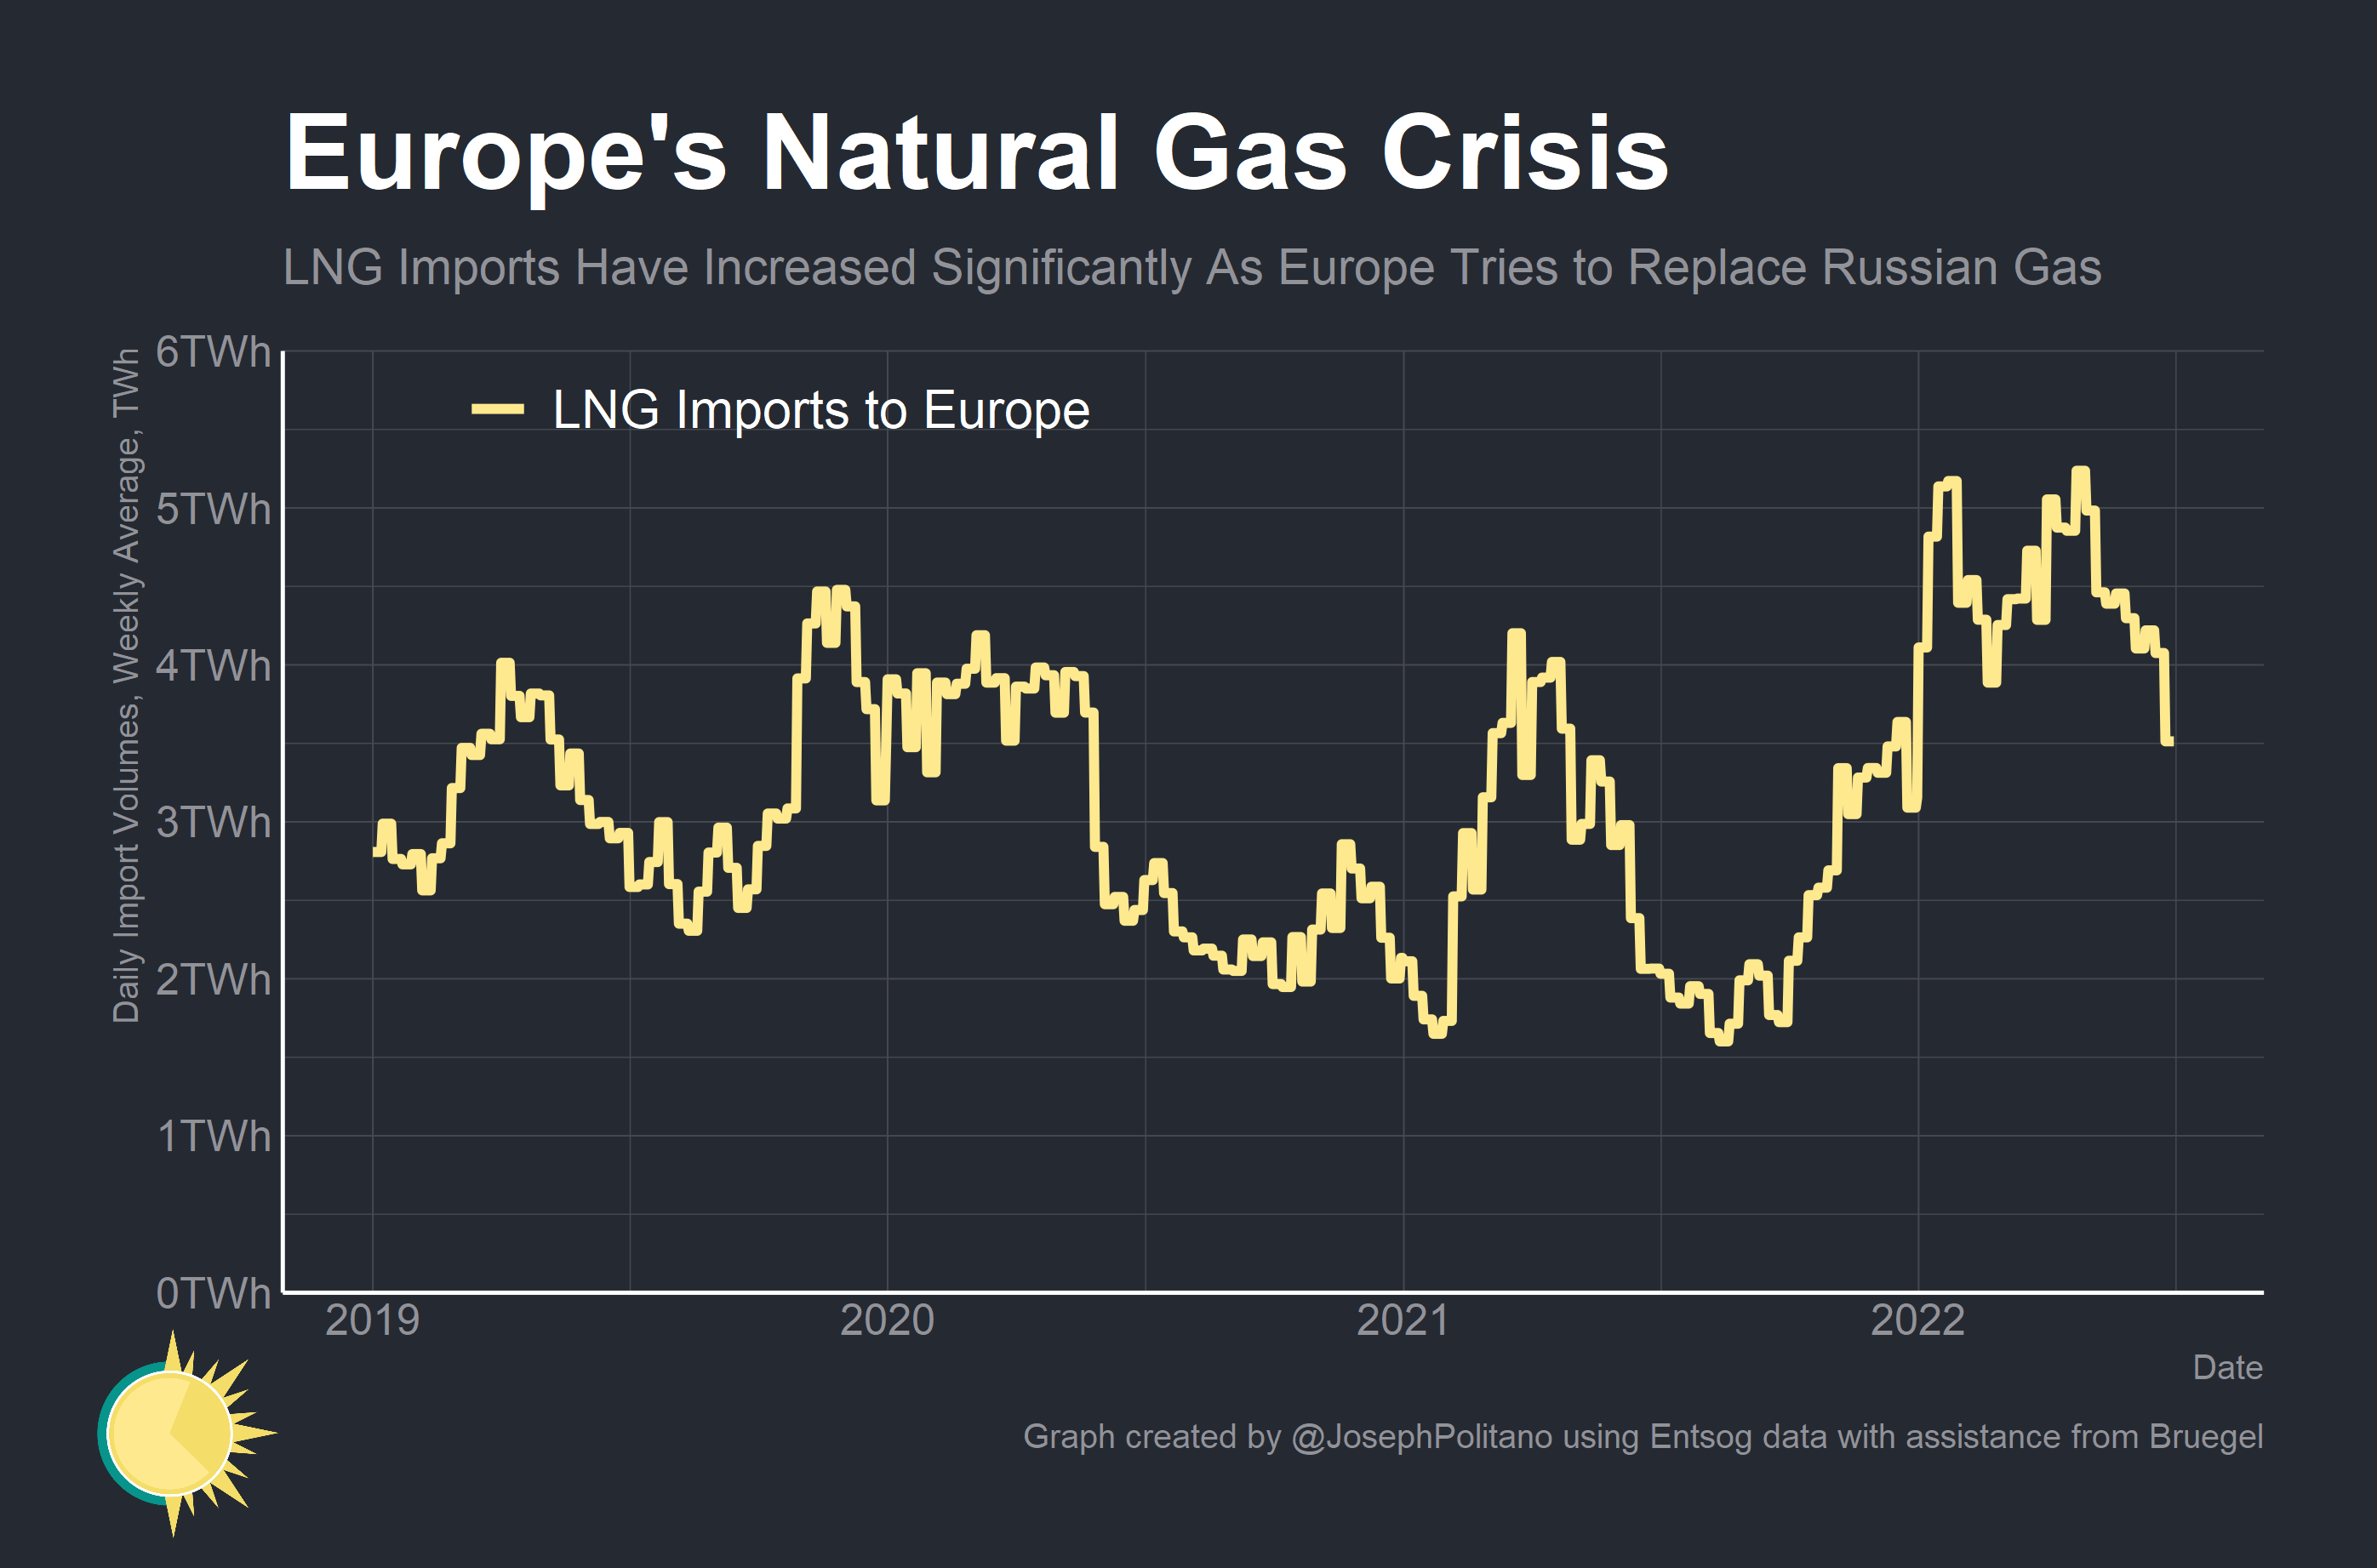 Europe's Natural Gas Crisis
LNG Imports Have Increased Significantly As Europe Tries to Replace Russian Gas
Daily Import Volumes, Weekly Average, TWh
6TWh
LNG Imports to Europe
5TWh
4TWh
3TWh
2TWh
1TWh
0TWh
2019 2020 2021 2022
Date
Graph created by @JosephPolitano using Entsog data with assistance from Bruegel